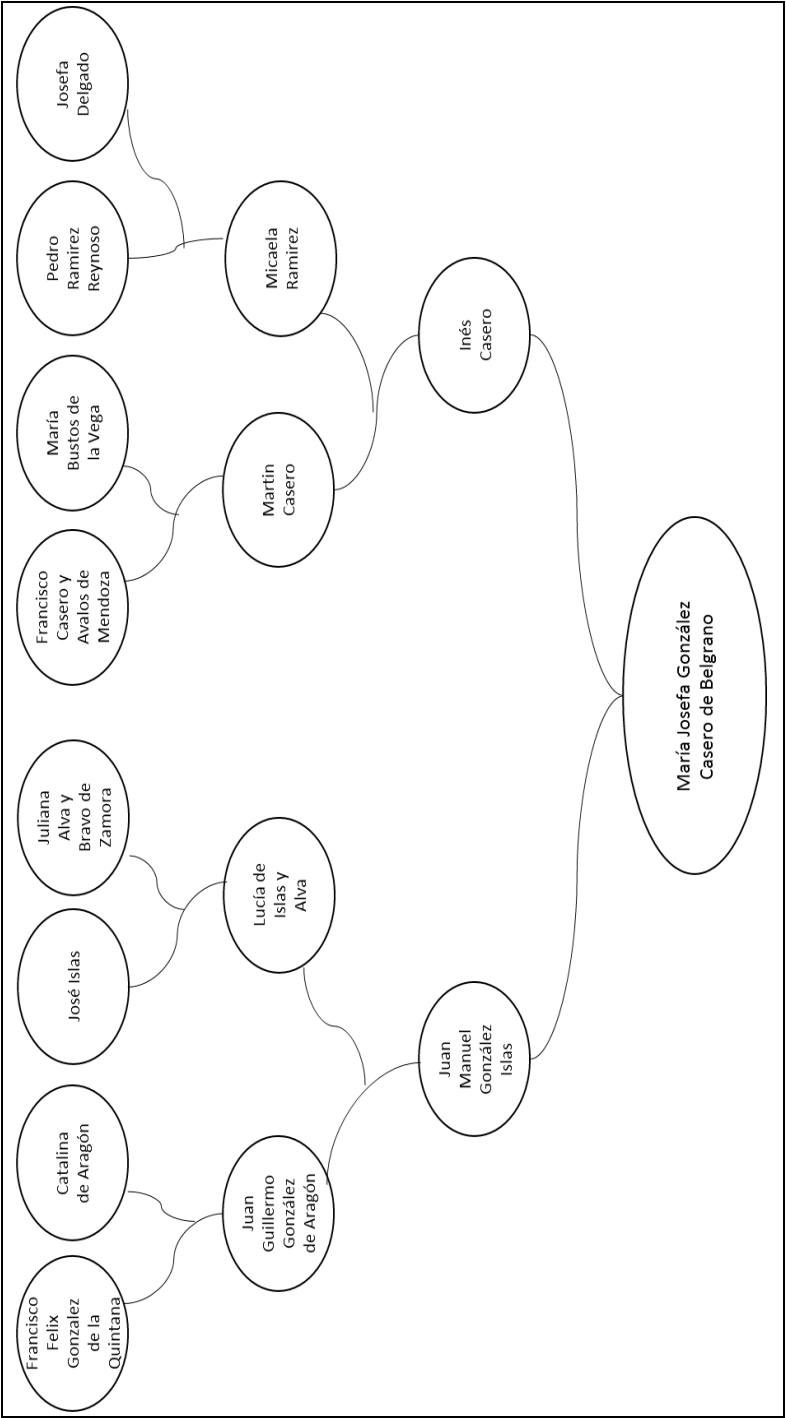 Francisco
Felix
Gonzalez
de la
Quintana
Catalina
de Aragón
José Islas
Juliana
Alva y
Bravo de
Zamora
Francisco
Casero y
Avalos de
Mendoza
María
Bustos de
la Vega
Pedro
Ramirez
Reynoso
Josefa
Delgado
Juan
Guillermo
González
de Aragón
Lucía de
Islas y
Alva
Martin
Casero
Micaela
Ramirez
Juan
Manuel
González
Islas
Inés
Casero
María Josefa González
Casero de Belgrano